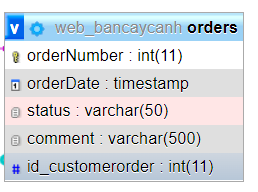 v web_bancaycanh orders
orderNumber : int(11)
orderDate : timestamp
status : varchar(50)
comment : varchar(500)
# id_customerorder : int(11)